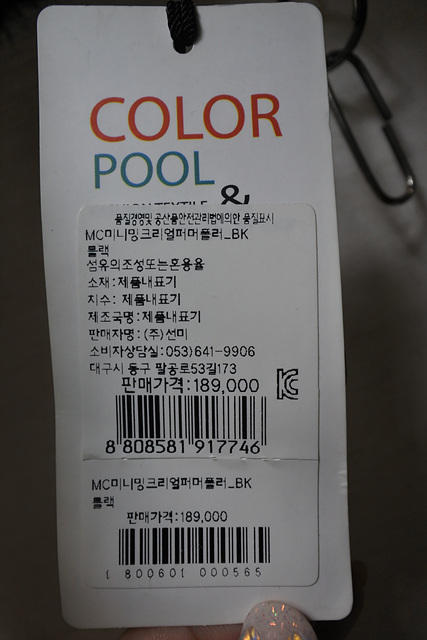 COLOR
POOL
&
품질경영및 공산품안전관리법에의한 품질표시
MC미니밍크리얼퍼머플러_BK
블랙
섬유의조성또는혼용율
소재:제품내표기
치수: 제품내표기
제조국명:제품내표기
판매자명:(주)선미
소비자상담실:053)641-9906
대구시 동구 팔공로53길173
판매가격:189,000
8 808581 917746
MC미니밍크리얼퍼머플러_BK
블랙
판매가격:189,000
1 800601 000565